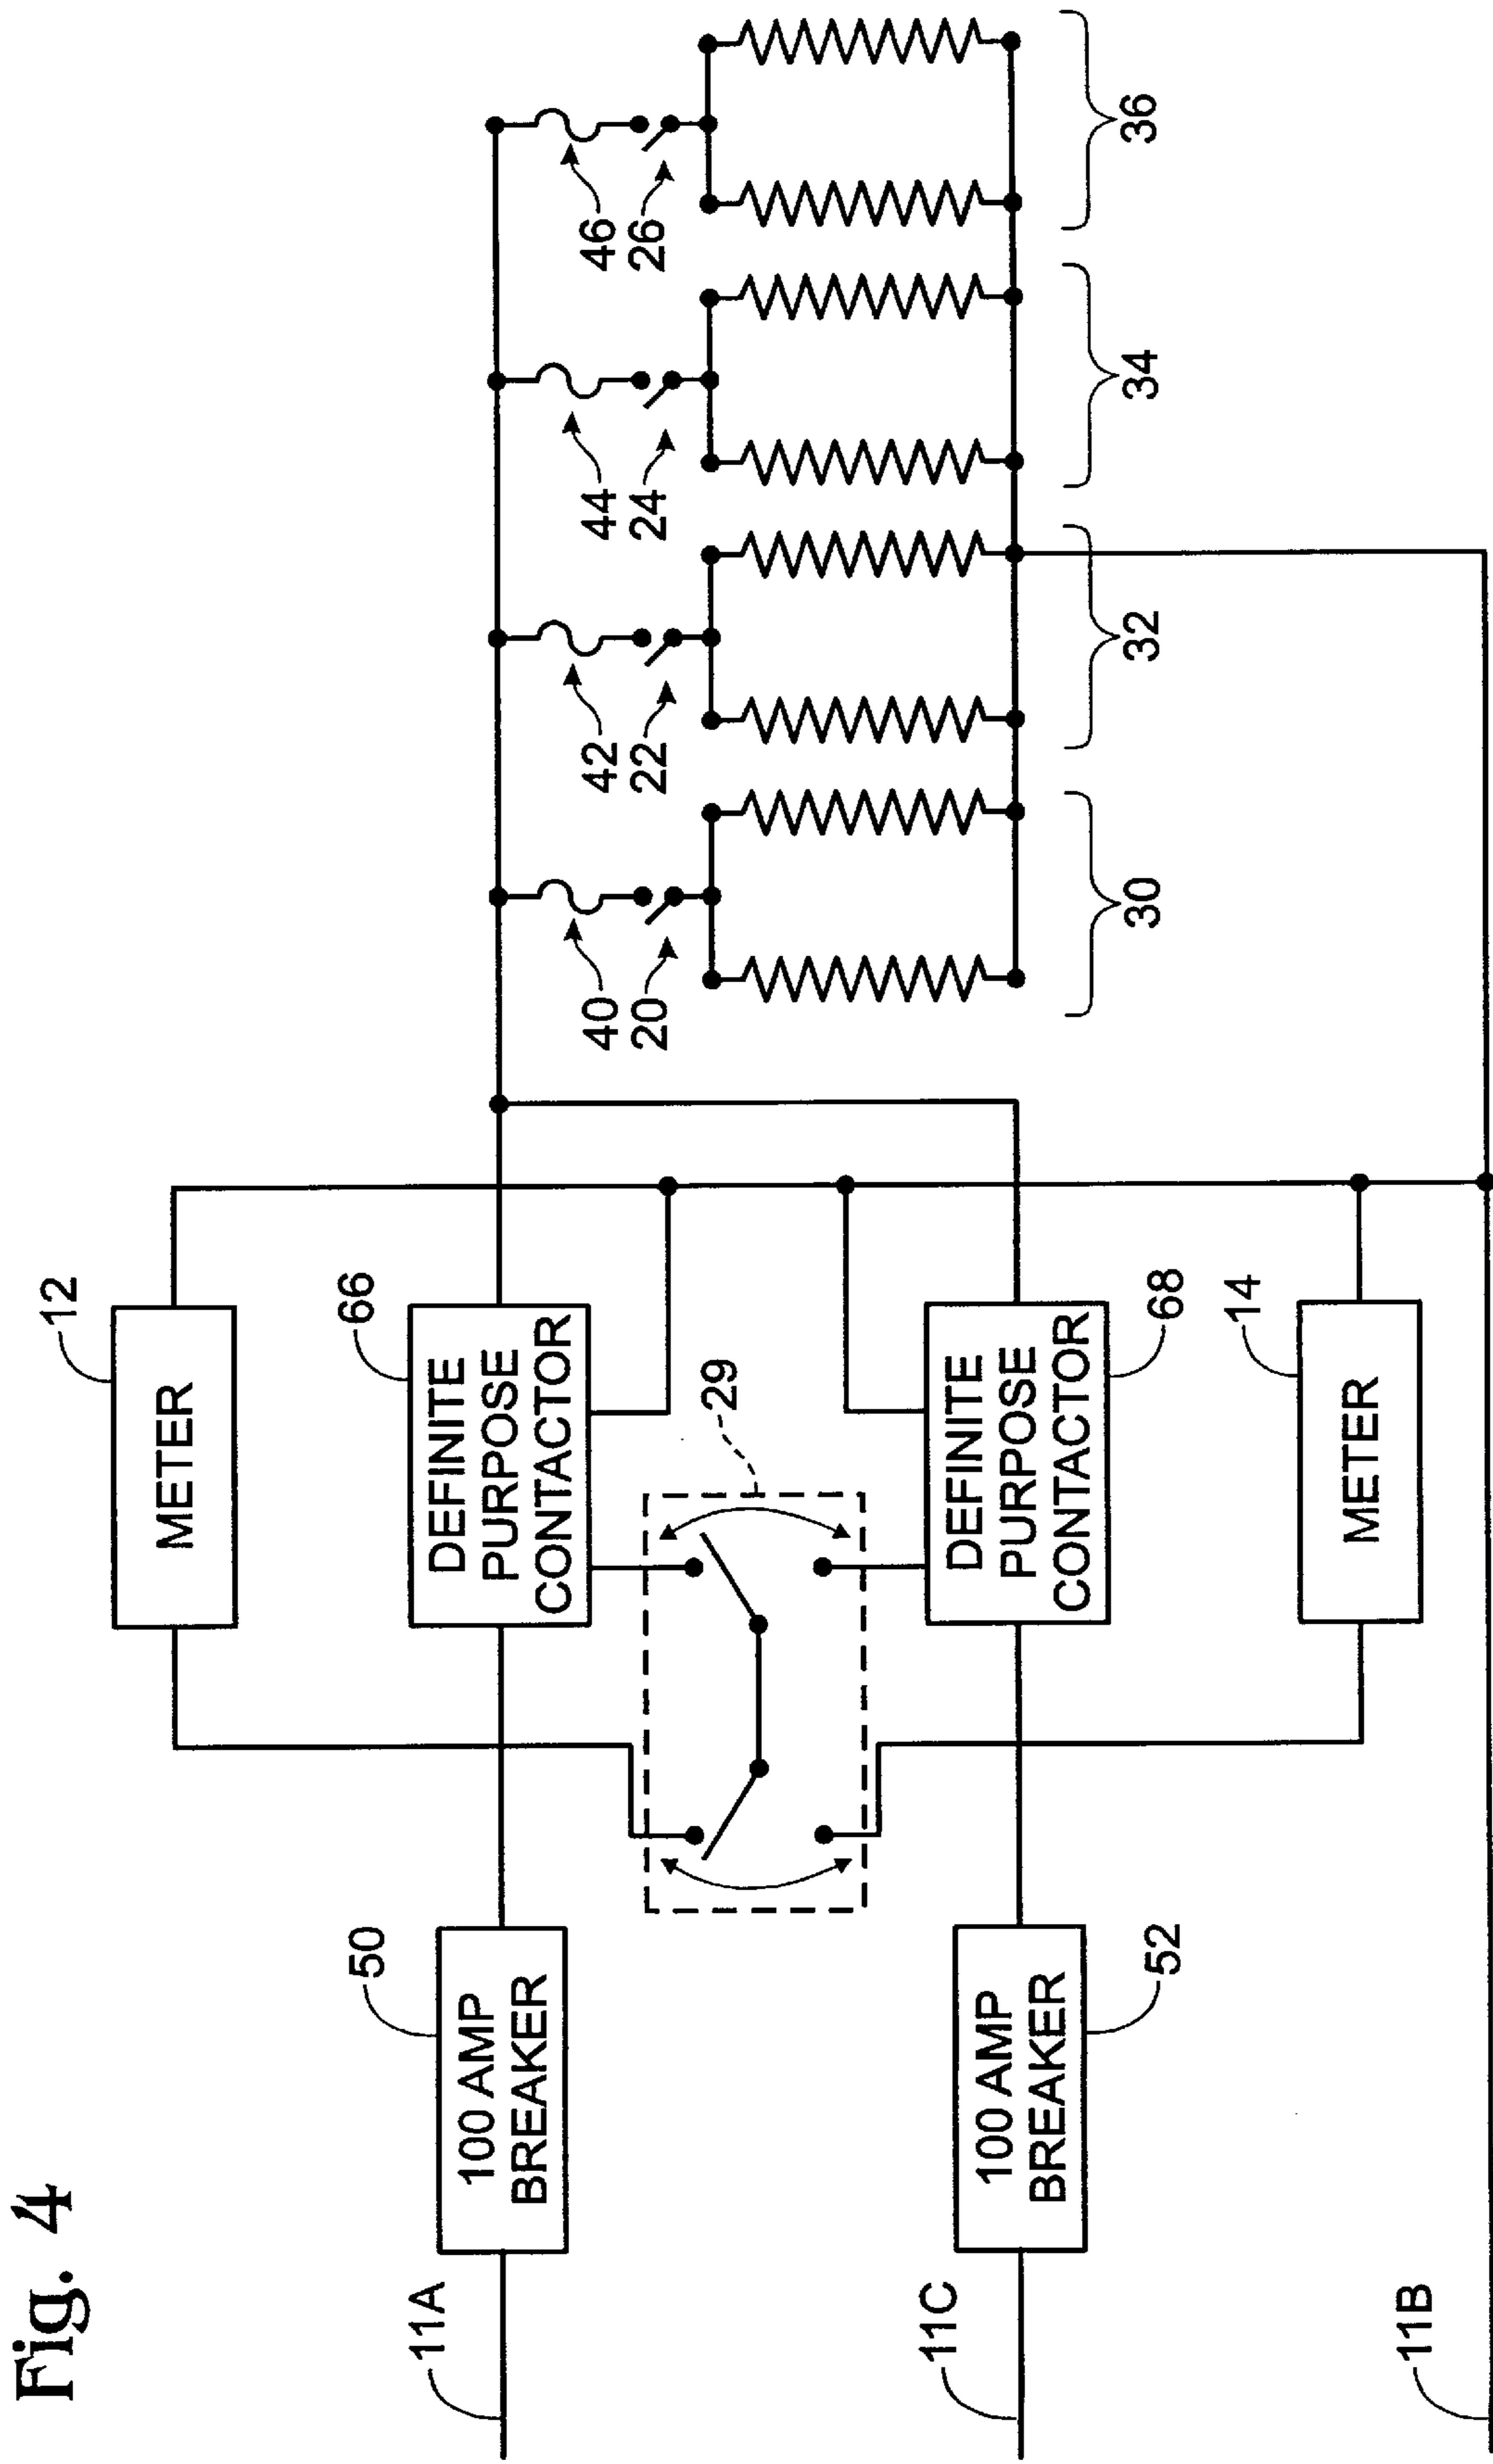 Fig. 4
12
METER
11A
50
100 AMP
BREAKER
66
DEFINITE
PURPOSE
CONTACTOR
29
40
20
42
22
44
24
46
26
11C
52
100 AMP
BREAKER
DEFINITE
PURPOSE
CONTACTOR
68
30
32
34
36
14
METER
11B